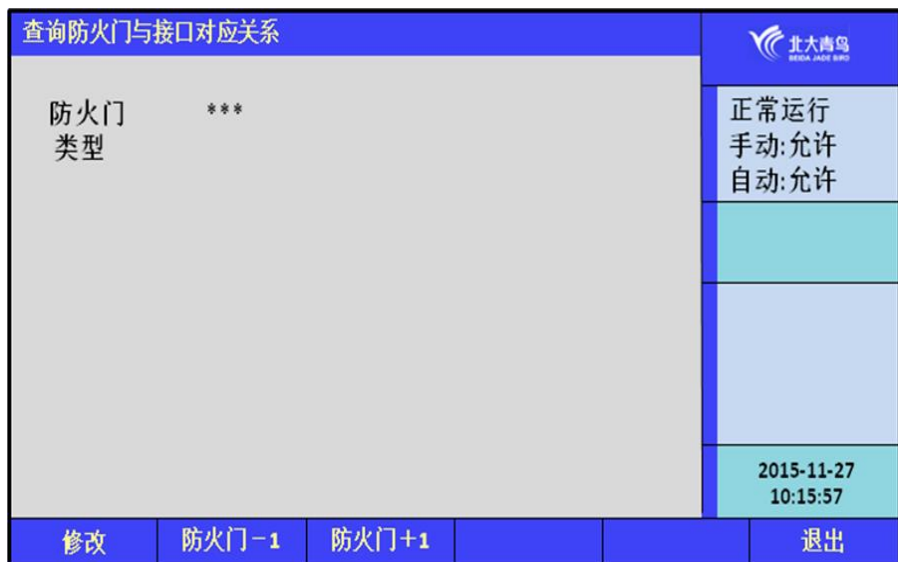 查询防火门与接口对应关系
北大青鸟
BEIDA JADE BIRD
防火门 ***
类型
正常运行
手动:允许
自动:允许
2015-11-27
10:15:57
修改 防火门-1 防火门+1 退出